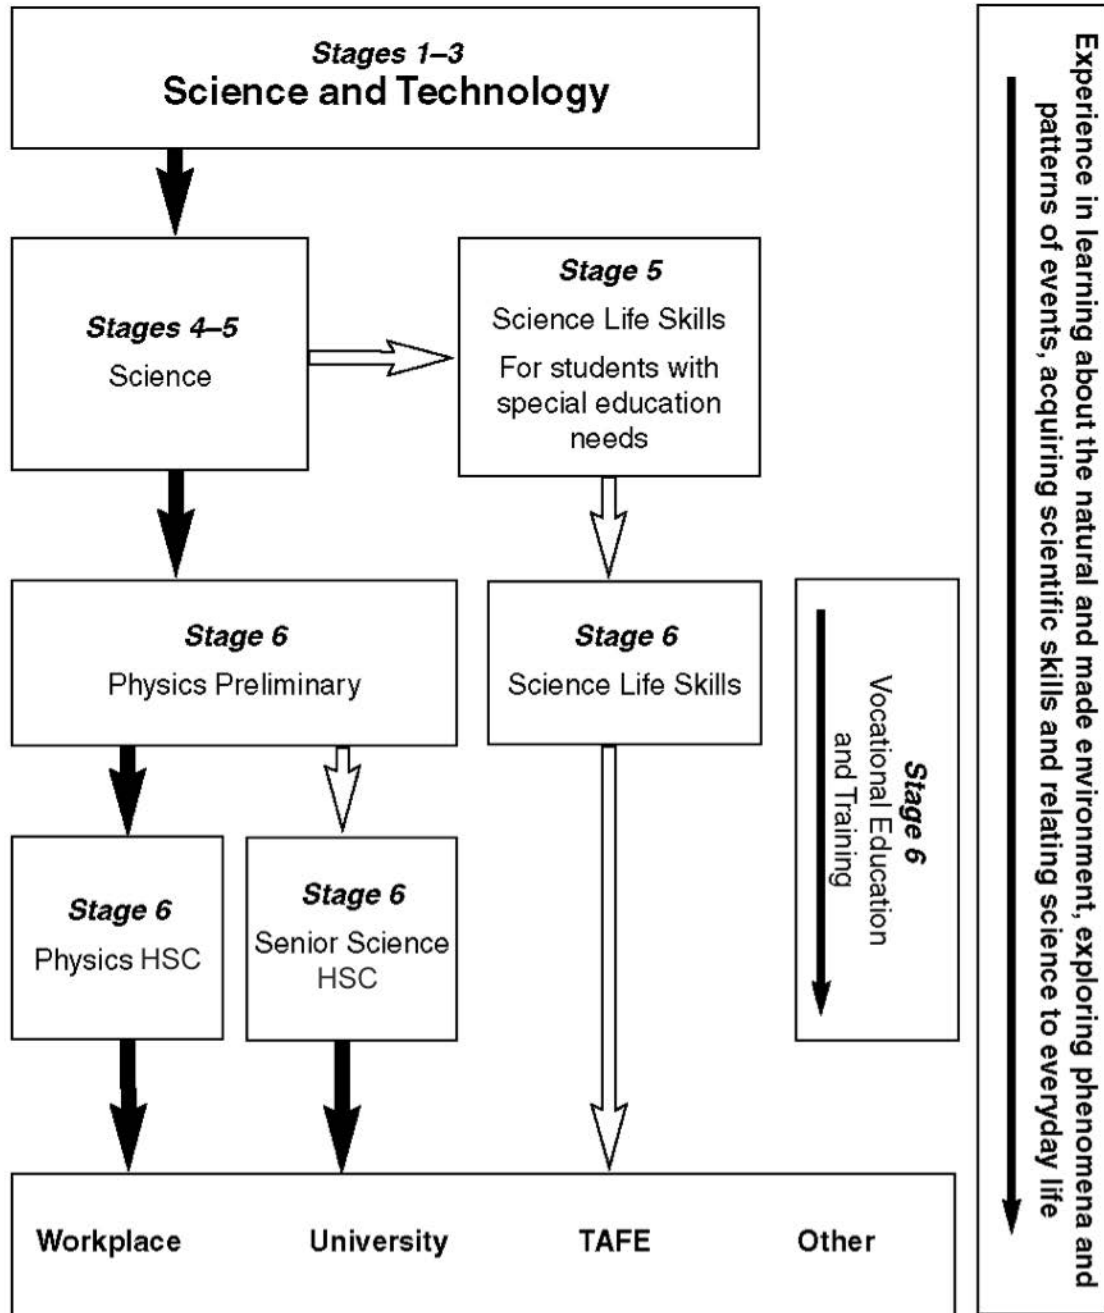 Stages 1–3
Science and Technology
Stages 4–5
Science
Stage 5
Science Life Skills
For students with
special education
needs
Stage 6
Physics Preliminary
Stage 6
Science Life Skills
Stage 6
Vocational Education
and Training
Stage 6
Physics HSC
Stage 6
Senior Science
HSC
Workplace
University
TAFE
Other
Experience in learning about the natural and made environment, exploring phenomena and
patterns of events, acquiring scientific skills and relating science to everyday life